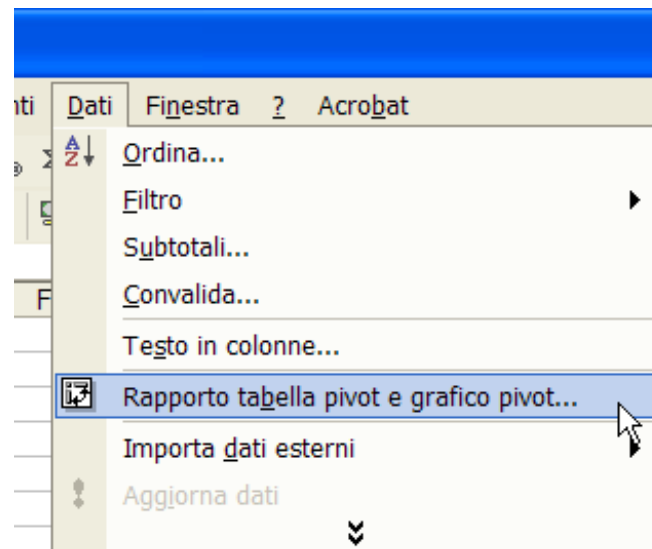 nti Dati Finestra ? Acrobat
Ordina...
Filtro
Subtotali...
Convalida...
F
Testo in colonne...
Rapporto tabella pivot e grafico pivot...
Importa dati esterni
Aggiorna dati